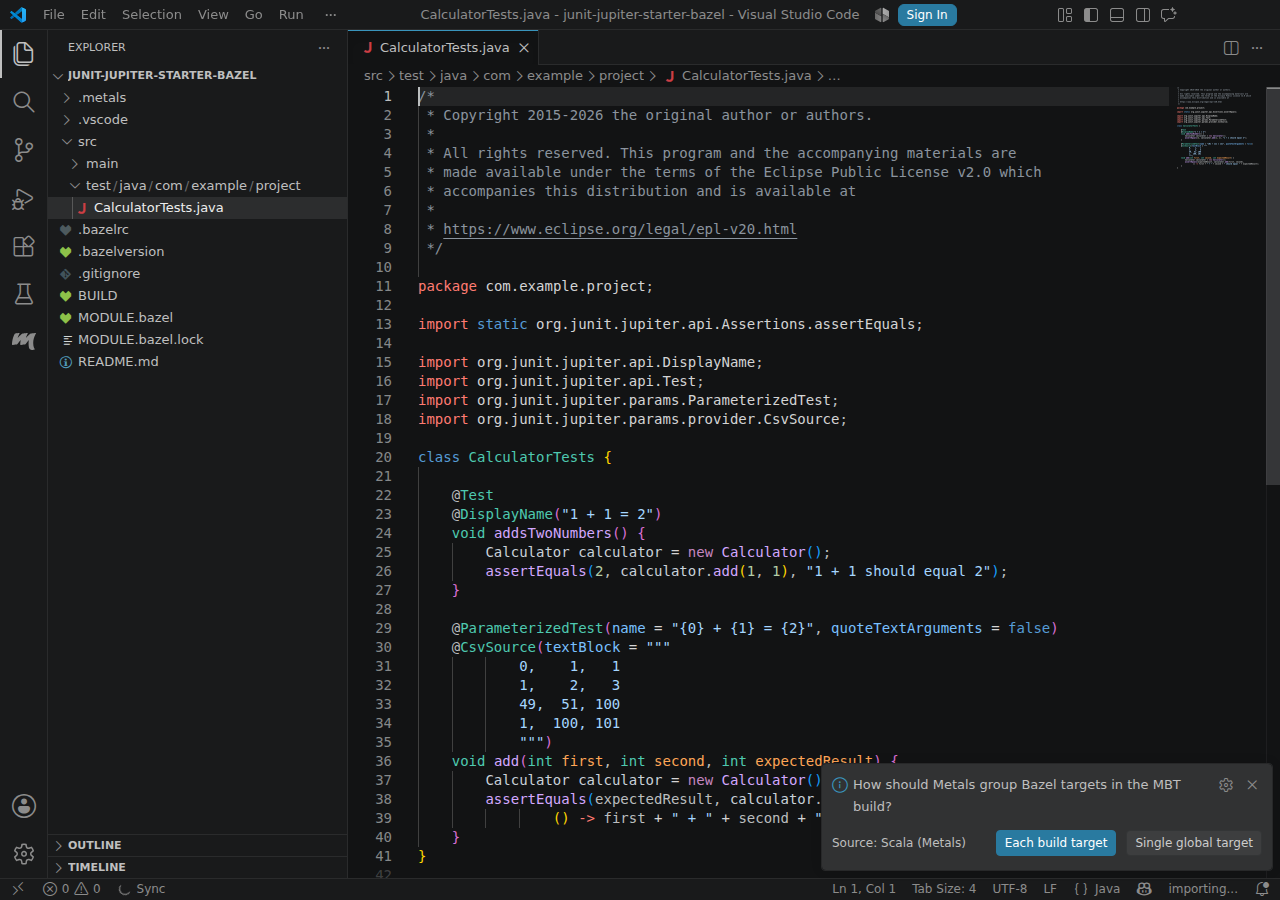 File Edit Selection View Go Run ···
CalculatorTests.java - junit-jupiter-starter-bazel - Visual Studio Code
Sign In
EXPLORER
JUNIT-JUPITER-STARTER-BAZEL
.metals
.vscode
src
main
test/java/com/example/project
CalculatorTests.java
.bazelrc
.bazelversion
.gitignore
BUILD
MODULE.bazel
MODULE.bazel.lock
README.md
OUTLINE
TIMELINE
CalculatorTests.java
src > test > java > com > example > project > CalculatorTests.java > ...
1 /*
2  * Copyright 2015-2026 the original author or authors.
3  *
4  * All rights reserved. This program and the accompanying materials are
5  * made available under the terms of the Eclipse Public License v2.0 which
6  * accompanies this distribution and is available at
7  *
8  * https://www.eclipse.org/legal/epl-v20.html
9  */
10
11 package com.example.project;
12
13 import static org.junit.jupiter.api.Assertions.assertEquals;
14
15 import org.junit.jupiter.api.DisplayName;
16 import org.junit.jupiter.api.Test;
17 import org.junit.jupiter.params.ParameterizedTest;
18 import org.junit.jupiter.params.provider.CsvSource;
19
20 class CalculatorTests {
21
22     @Test
23     @DisplayName("1 + 1 = 2")
24     void addsTwoNumbers() {
25         Calculator calculator = new Calculator();
26         assertEquals(2, calculator.add(1, 1), "1 + 1 should equal 2");
27     }
28
29     @ParameterizedTest(name = "{0} + {1} = {2}", quoteTextArguments = false)
30     @CsvSource(textBlock = """
31             0,    1,   1
32             1,    2,   3
33             49,  51, 100
34             1,  100, 101
35             """)
36     void add(int first, int second, int expectedResult) {
37         Calculator calculator = new Calculator()
38         assertEquals(expectedResult, calculator.
39                 () -> first + " + " + second + "
40     }
41 }
42
How should Metals group Bazel targets in the MBT
build?
Source: Scala (Metals)
Each build target
Single global target
0 0 Sync
Ln 1, Col 1 Tab Size: 4 UTF-8 LF { } Java importing...